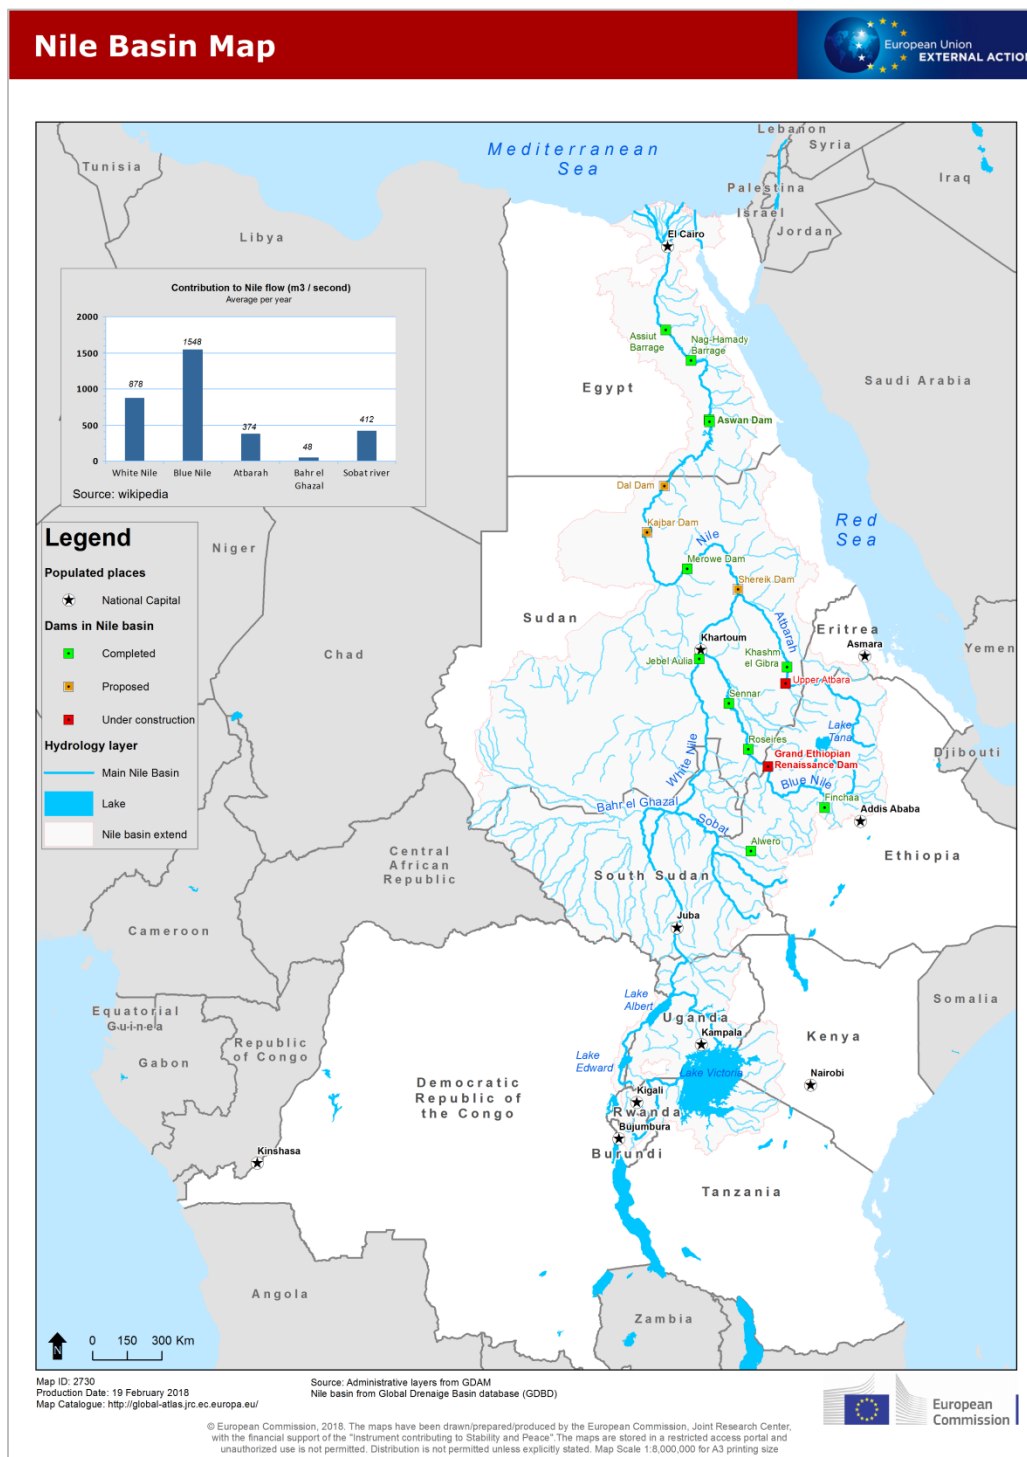 Nile Basin Map
European Union
EXTERNAL ACTION
Mediterranean
Sea
Lebanon
Syria
Tunisia
Iraq
Palestina
Israel
Jordan
Libya
El Cairo
Contribution to Nile flow (m3 / second)
Average per year
2000
1500
1000
500
0
878
1548
374
48
412
White Nile
Blue Nile
Atbarah
Bahr el
Ghazal
Sobat river
Source: wikipedia
Assiut
Barrage
Nag-Hamady
Barrage
Egypt
Saudi Arabia
Aswan Dam
Dal Dam
Kajbar Dam
Nile
Red
Sea
Merowe Dam
Shereik Dam
Legend
Populated places
National Capital
Dams in Nile basin
Completed
Proposed
Under construction
Hydrology layer
Main Nile Basin
Lake
Nile basin extend
Niger
Chad
Sudan
Atbarah
Eritrea
Asmara
Yemen
Khartoum
Jebel Aulia
Khashm
el Gibra
Upper Atbara
Sennar
Lake
Tana
Roseires
Djibouti
Grand Ethiopian
Renaissance Dam
White Nile
Blue Nile
Bahr el Ghazal
Finchaa
Addis Ababa
Sobat
Alwero
Ethiopia
Central
African
Republic
South Sudan
Cameroon
Juba
Somalia
Equatorial
Guinea
Lake
Albert
Uganda
Kampala
Kenya
Republic
of Congo
Gabon
Lake
Edward
Lake Victoria
Nairobi
Democratic
Republic of
the Congo
Kigali
Rwanda
Bujumbura
Burundi
Kinshasa
Tanzania
Angola
Zambia
N
0 150 300 Km
Map ID: 2730
Production Date: 19 February 2018
Map Catalogue: http://global-atlas.jrc.ec.europa.eu/
Source: Administrative layers from GDAM
Nile basin from Global Drenaige Basin database (GDBD)
European
Commission
© European Commission, 2018. The maps have been drawn/prepared/produced by the European Commission, Joint Research Center,
with the financial support of the "Instrument contributing to Stability and Peace".The maps are stored in a restricted access portal and
unauthorized use is not permitted. Distribution is not permitted unless explicitly stated. Map Scale 1:8,000,000 for A3 printing size